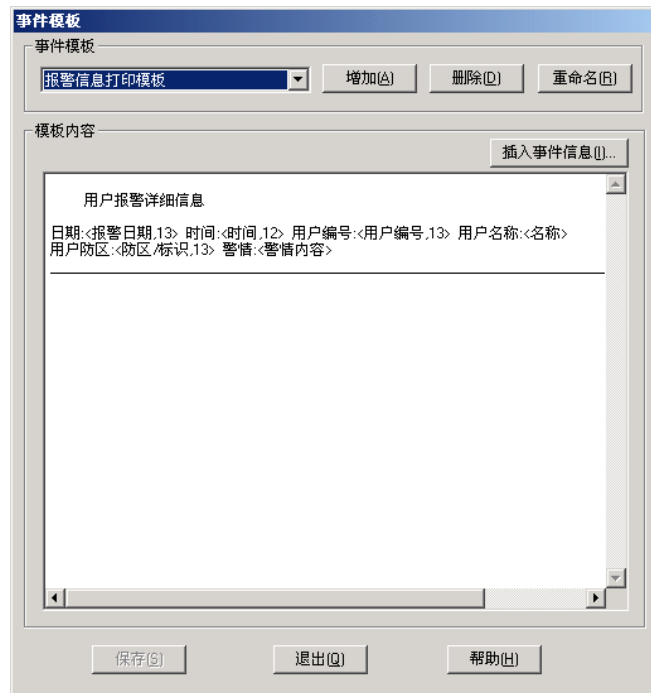 事件模板
事件模板
报警信息打印模板 增加(A) 删除(D) 重命名(R)
模板内容
插入事件信息(I)...
用户报警详细信息
日期:<报警日期,13> 时间:<时间,12> 用户编号:<用户编号,13> 用户名称:<名称>
用户防区:<防区/标识,13> 警情:<警情内容>
保存(S) 退出(Q) 帮助(H)